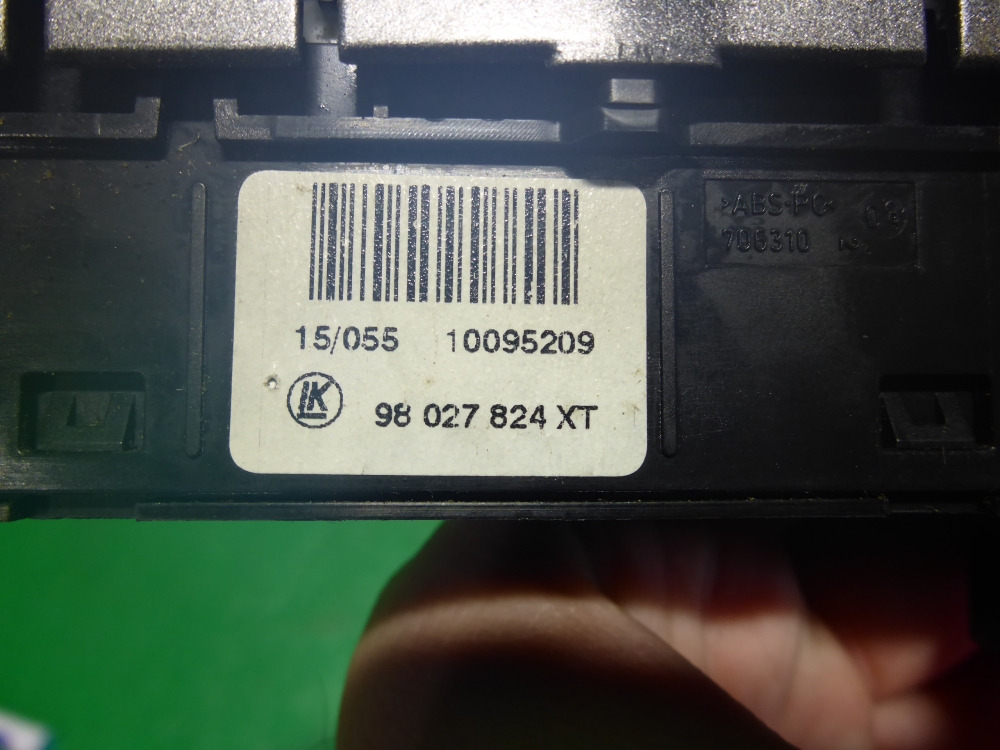 >ABS+PC<
706310
15/055 10095209
LK
98 027 824 XT